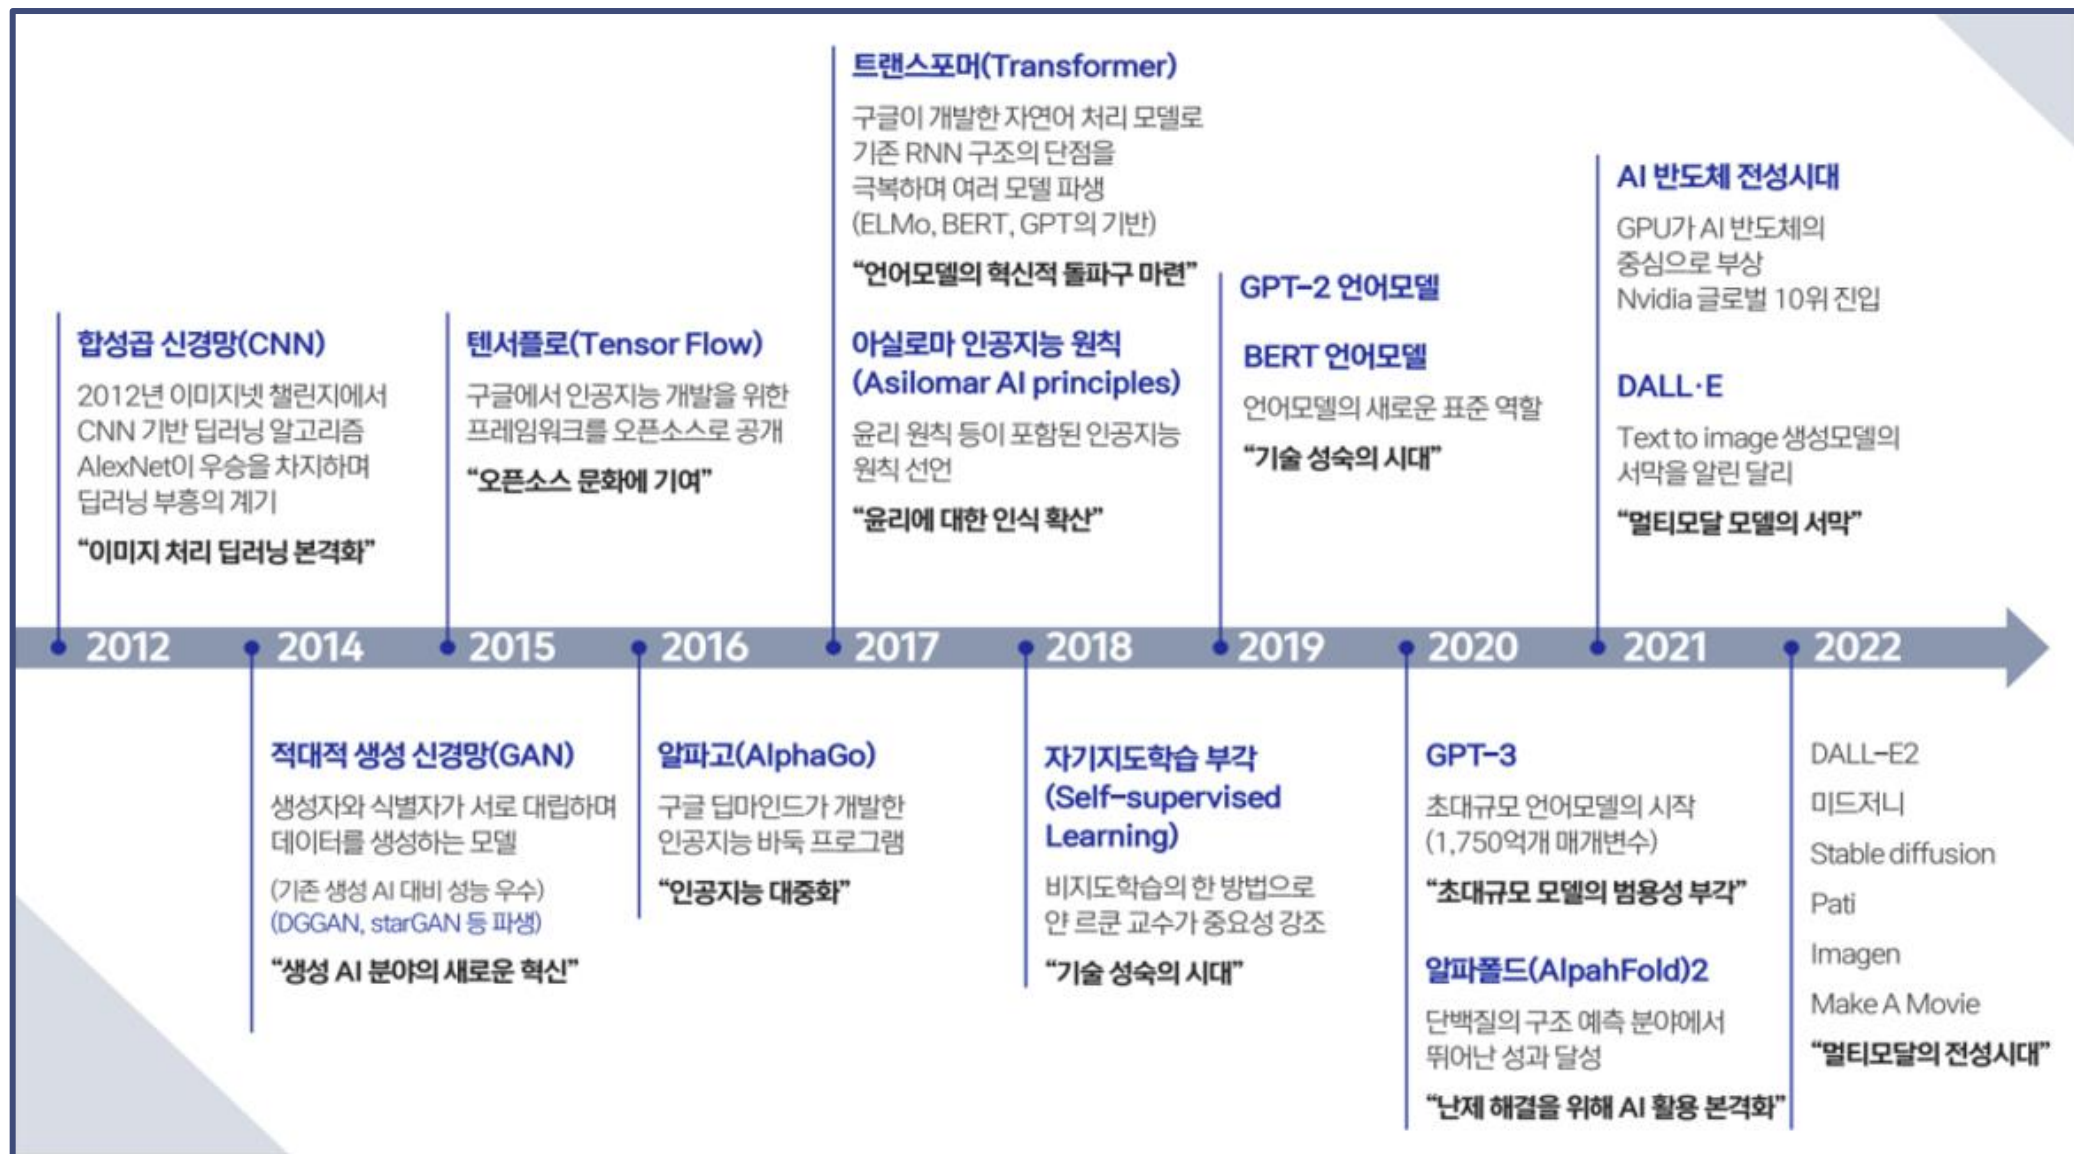 합성곱 신경망(CNN)
2012년 이미지넷 챌린지에서
CNN 기반 딥러닝 알고리즘
AlexNet이 우승을 차지하며
딥러닝 부흥의 계기
“이미지 처리 딥러닝 본격화”
텐서플로(Tensor Flow)
구글에서 인공지능 개발을 위한
프레임워크를 오픈소스로 공개
“오픈소스 문화에 기여”
트랜스포머(Transformer)
구글이 개발한 자연어 처리 모델로
기존 RNN 구조의 단점을
극복하며 여러 모델 파생
(ELMo, BERT, GPT의 기반)
“언어모델의 혁신적 돌파구 마련”
아실로마 인공지능 원칙
(Asilomar AI principles)
윤리 원칙 등이 포함된 인공지능
원칙 선언
“윤리에 대한 인식 확산”
GPT-2 언어모델
BERT 언어모델
언어모델의 새로운 표준 역할
“기술 성숙의 시대”
AI 반도체 전성시대
GPU가 AI 반도체의
중심으로 부상
Nvidia 글로벌 10위 진입
DALL·E
Text to image 생성모델의
서막을 알린 달리
“멀티모달 모델의 서막”
2012 2014 2015 2016 2017 2018 2019 2020 2021 2022
적대적 생성 신경망(GAN)
생성자와 식별자가 서로 대립하며
데이터를 생성하는 모델
(기존 생성 AI 대비 성능 우수)
(DGGAN, starGAN 등 파생)
“생성 AI 분야의 새로운 혁신”
알파고(AlphaGo)
구글 딥마인드가 개발한
인공지능 바둑 프로그램
“인공지능 대중화”
자기지도학습 부각
(Self-supervised
Learning)
비지도학습의 한 방법으로
얀 르쿤 교수가 중요성 강조
“기술 성숙의 시대”
GPT-3
초대규모 언어모델의 시작
(1,750억개 매개변수)
“초대규모 모델의 범용성 부각”
알파폴드(AlpahFold)2
단백질의 구조 예측 분야에서
뛰어난 성과 달성
“난제 해결을 위해 AI 활용 본격화”
DALL-E2
미드저니
Stable diffusion
Pati
Imagen
Make A Movie
“멀티모달의 전성시대”